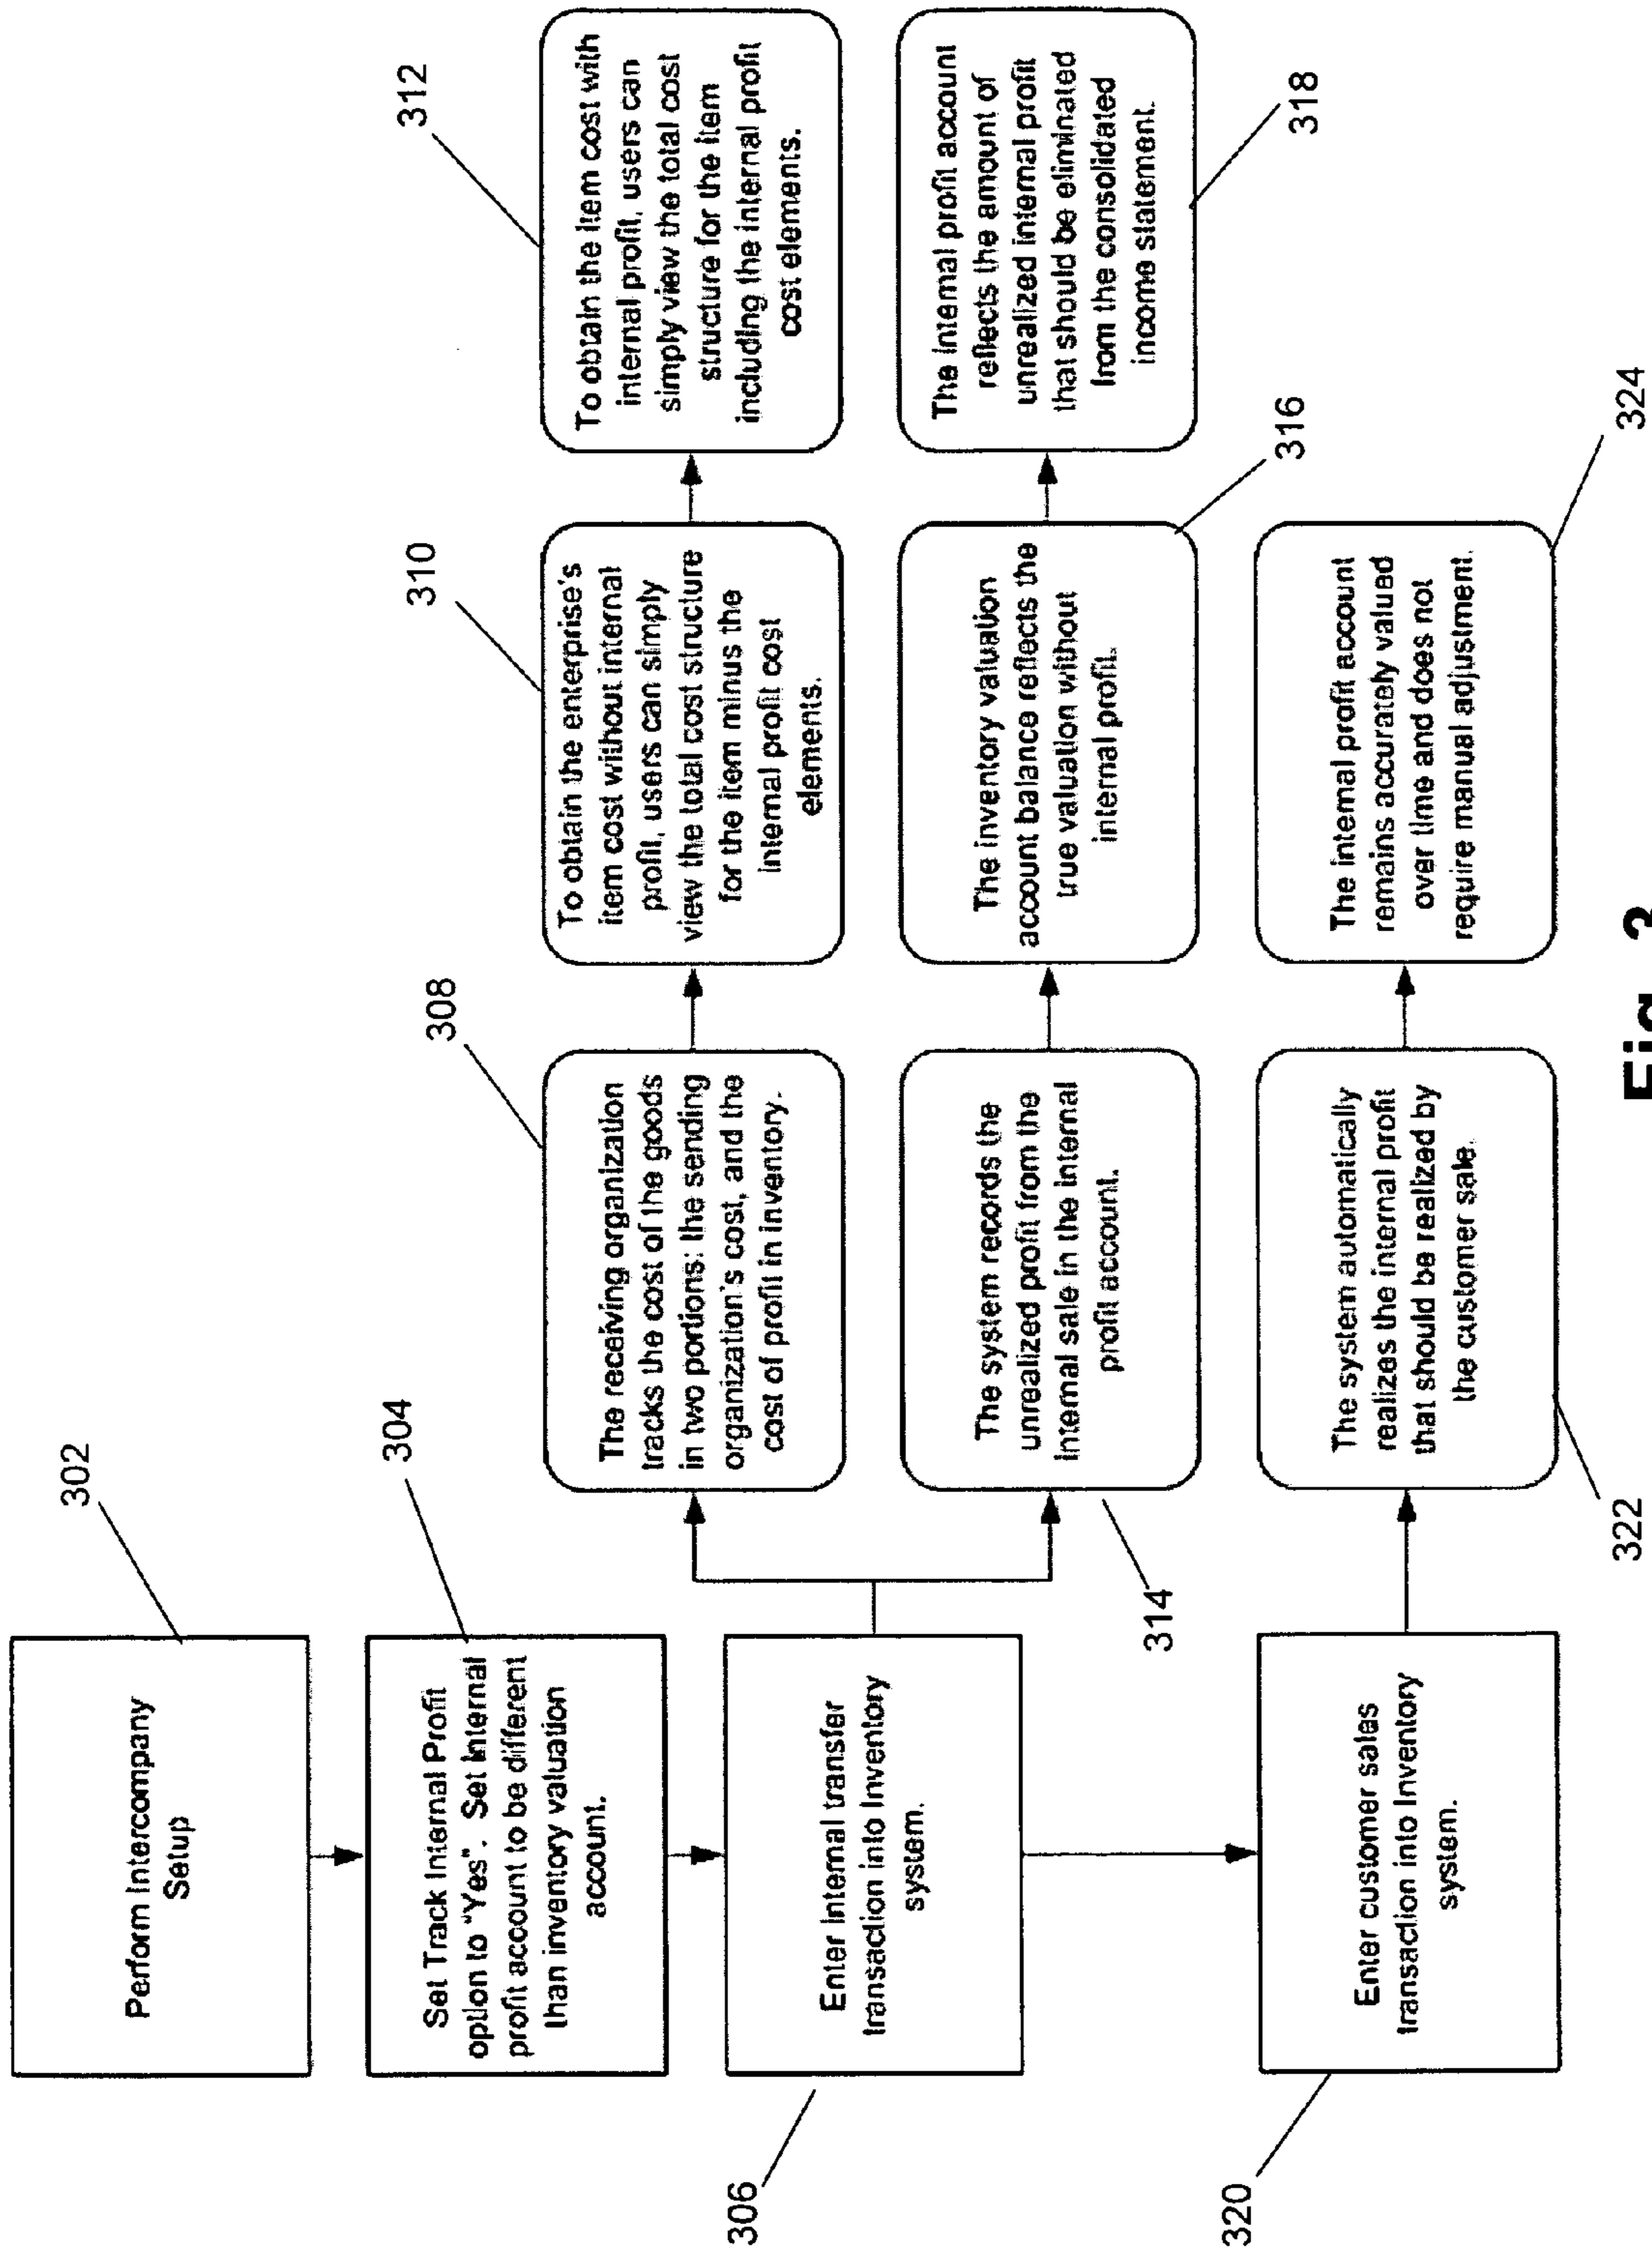 302
Perform Intercompany
Setup
304
Set Track Internal Profit
option to "Yes". Set Internal
profit account to be different
than inventory valuation
account.
306
Enter Internal transfer
transaction into Inventory
system.
308
The receiving organization
tracks the cost of the goods
in two portions: the sending
organization's cost, and the
cost of profit in inventory.
310
To obtain the enterprise's
item cost without internal
profit, users can simply
view the total cost structure
for the item minus the
internal profit cost
elements.
312
To obtain the item cost with
internal profit, users can
simply view the total cost
structure for the item
including the internal profit
cost elements.
314
The system records the
unrealized profit from the
internal sale in the internal
profit account.
316
The inventory valuation
account balance reflects the
true valuation without
internal profit.
318
The internal profit account
reflects the amount of
unrealized internal profit
that should be eliminated
from the consolidated
income statement.
320
Enter customer sales
transaction into Inventory
system.
322
The system automatically
realizes the internal profit
that should be realized by
the customer sale.
324
The internal profit account
remains accurately valued
over time and does not
require manual adjustment.